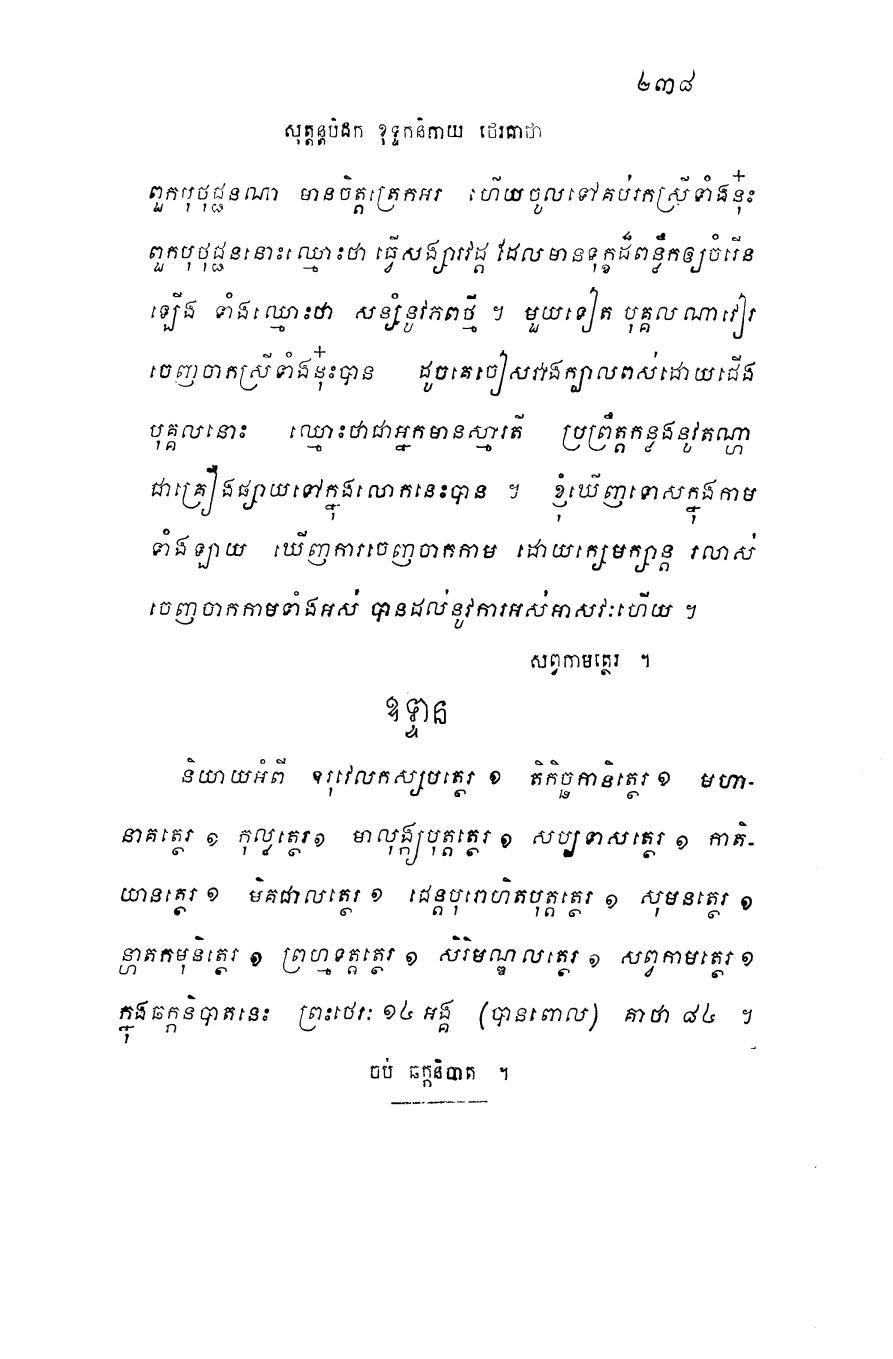 ២៣៨
សុត្តន្តបិដក ខុទ្ទកនិកាយ ថេរគាថា
ពួកបុថុជ្ជនណា មានចិត្តត្រេកអរ ហើយចូលទៅគប់រកស្រីទាំងនុ៎ះ
ពួកបុថុជ្ជននោះឈ្មោះថា ធ្វើសង្សារវដ្ត ដែលមានទុក្ខដ៏ពន្លឹកឲ្យចំរើន
ឡើង ទាំងឈ្មោះថា សន្សំនូវភពថ្មី ។ មួយទៀត បុគ្គលណាវៀរ
ចេញចាកស្រីទាំងនុ៎ះបាន ដូចគេចៀសវាងក្បាលពស់ដោយជើង
បុគ្គលនោះ ឈ្មោះថាជាអ្នកមានស្មារតី ប្រព្រឹត្តកន្លងនូវតណ្ហា
ជាគ្រឿងផ្សាយទៅក្នុងលោកនេះបាន ។ ខ្ញុំឃើញទោសក្នុងកាម
ទាំងឡាយ ឃើញការចេញចាកកាម ដោយក្សេមក្សាន្ត រលាស់
ចេញចាកកាមទាំងអស់ បានដល់នូវការអស់អាសវៈហើយ ។
សព្វកាមត្ថេរ ។
ឧទ្ទាន
និយាយអំពី ឧរុវេលកស្សបត្ថេរ ១ តិកិច្ឆកានិត្ថេរ ១ មហា-
នាគត្ថេរ ១ កុល្លត្ថេរ ១ មាលុង្ក្យបុត្តត្ថេរ ១ សប្បទាសត្ថេរ ១ កាតិ-
យានត្ថេរ ១ មិគជាលត្ថេរ ១ ជេន្តបុរោហិតបុត្តត្ថេរ ១ សុមនត្ថេរ ១
ន្ហាតកមុនិត្ថេរ ១ ព្រហ្មទត្តត្ថេរ ១ សិរិមណ្ឌលត្ថេរ ១ សព្វកាមត្ថេរ ១
ក្នុងឆក្កនិបាតនេះ ព្រះថេរៈ ១៤ អង្គ (បានពោល) គាថា ៨៤ ។
ចប់ ឆក្កនិបាត ។